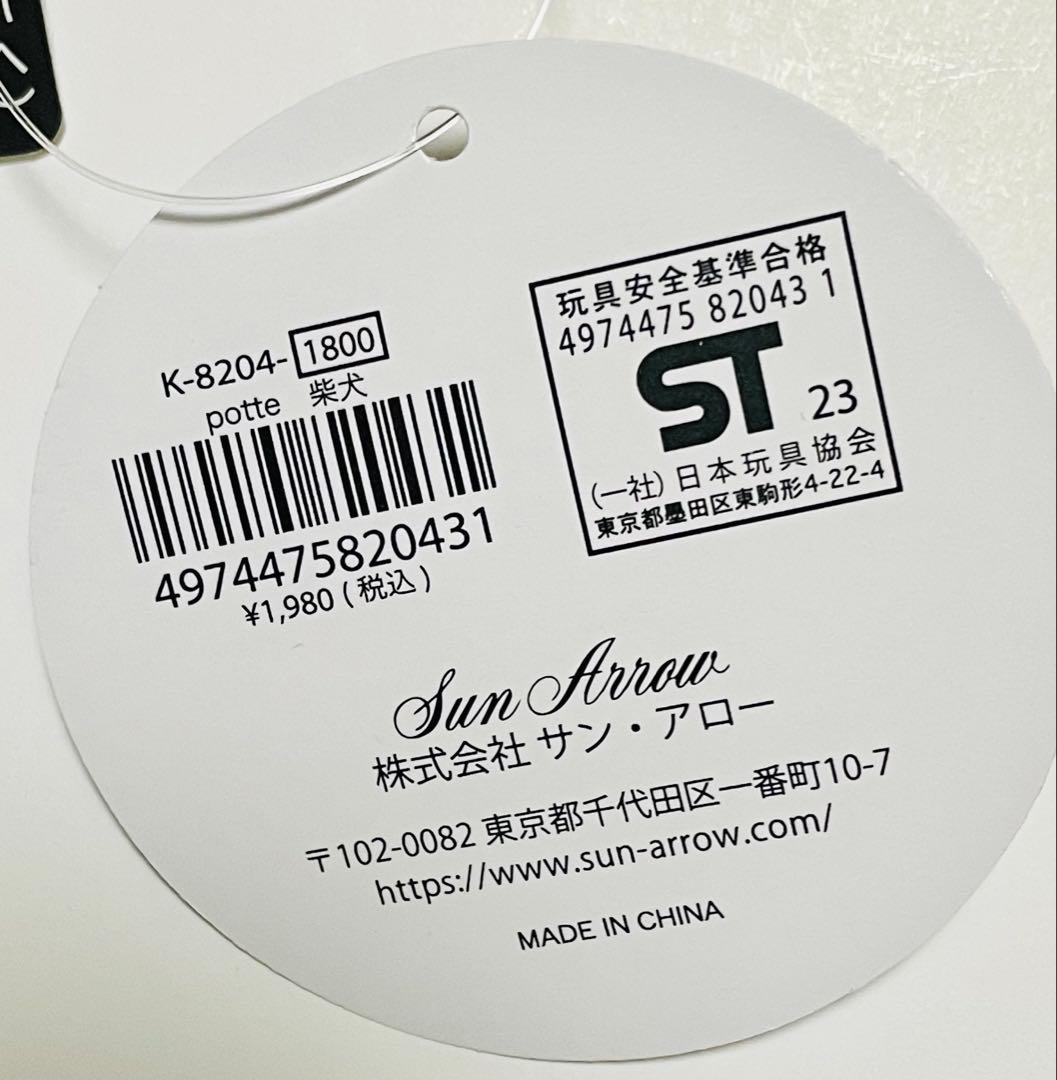 K-8204- 1800
potte 柴犬
4974475820431
¥1,980 (税込)
玩具安全基準合格
4974475 82043 1
ST 23
(一社) 日本玩具協会
東京都墨田区東駒形4-22-4
Sun Arrow
株式会社 サン・アロー
〒102-0082 東京都千代田区一番町10-7
https://www.sun-arrow.com/
MADE IN CHINA